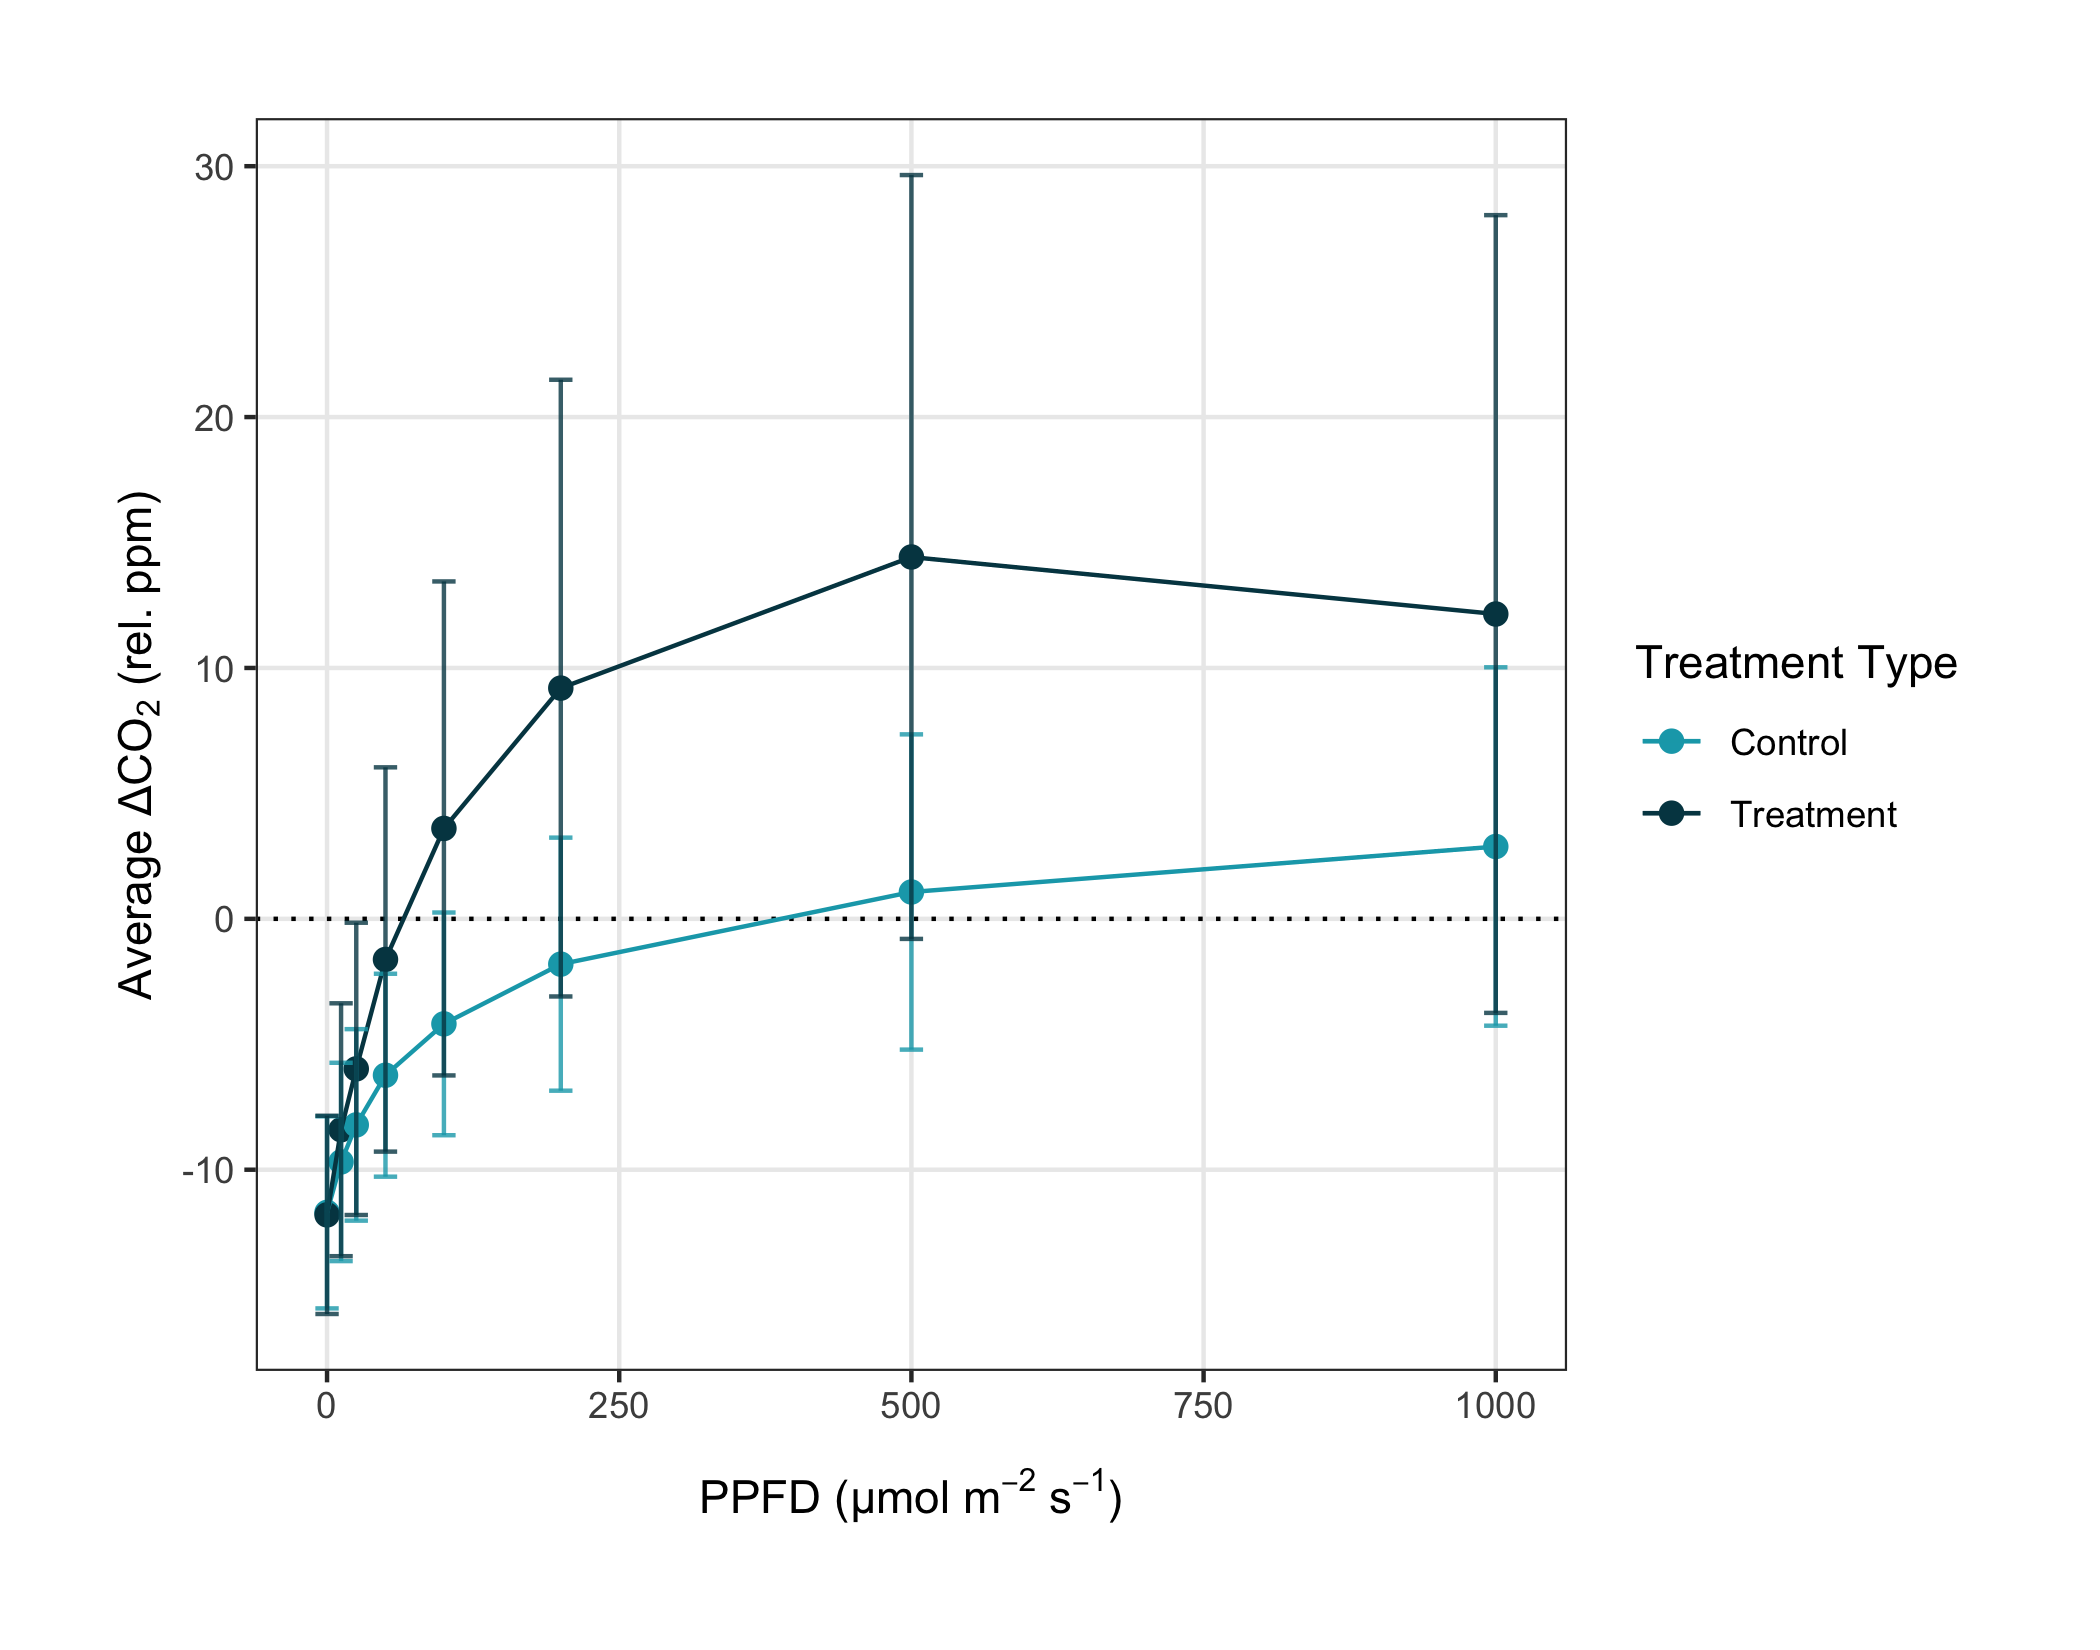 30
20
10
0
-10
Average ΔCO₂ (rel. ppm)
0 250 500 750 1000
PPFD (µmol m⁻² s⁻¹)
Treatment Type
Control
Treatment